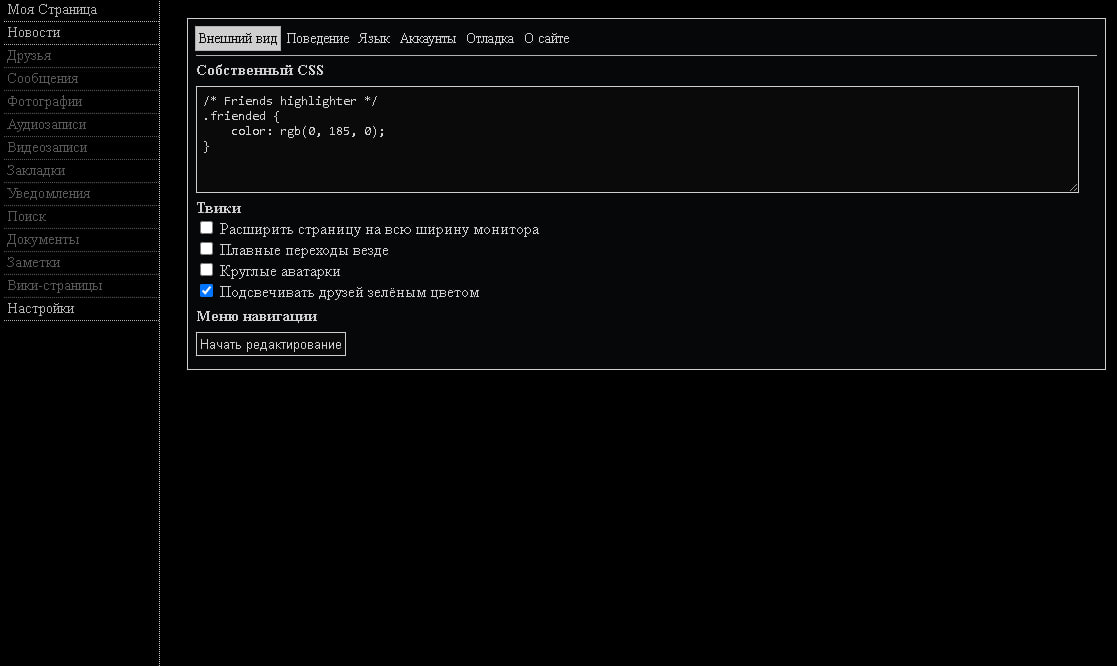 Моя Страница
Новости
Друзья
Сообщения
Фотографии
Аудиозаписи
Видеозаписи
Закладки
Уведомления
Поиск
Документы
Заметки
Вики-страницы
Настройки
Внешний вид Поведение Язык Аккаунты Отладка О сайте
Собственный CSS
/* Friends highlighter */
.friended {
    color: rgb(0, 185, 0);
}
Твики
Расширить страницу на всю ширину монитора
Плавные переходы везде
Круглые аватарки
Подсвечивать друзей зелёным цветом
Меню навигации
Начать редактирование